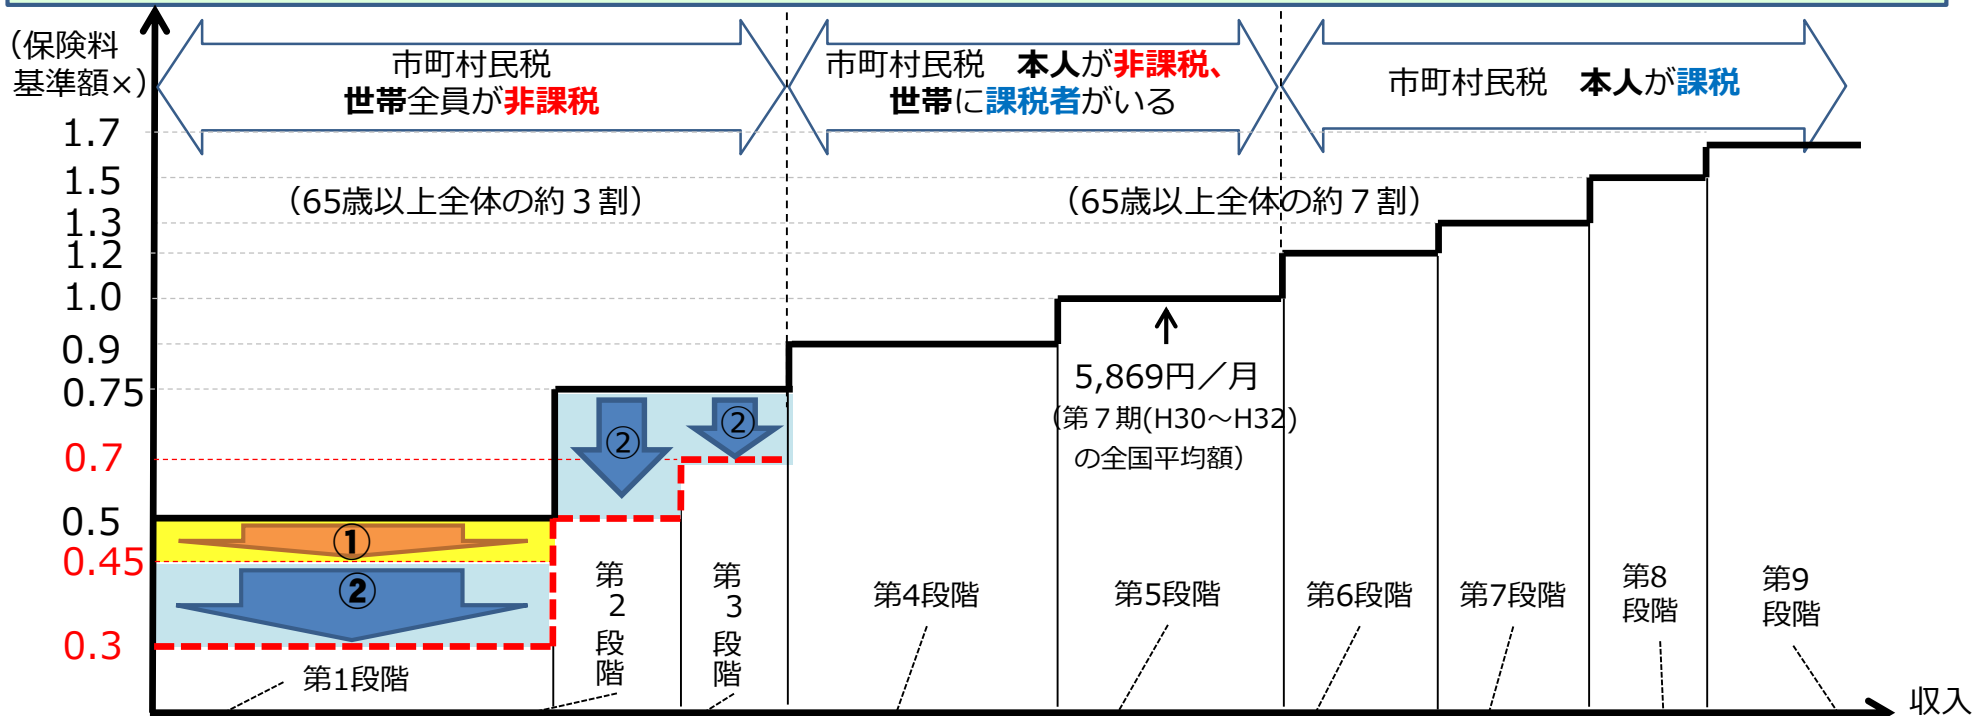 （保険料
基準額×）
市町村民税
世帯全員が非課税
市町村民税　本人が非課税、
世帯に課税者がいる
市町村民税　本人が課税
1.7
1.5
1.3
1.2
1.0
0.9
0.75
0.7
0.5
0.45
0.3
（65歳以上全体の約３割）
（65歳以上全体の約７割）
5,869円／月
（第７期(H30～H32)
の全国平均額）
①
②
②
②
第1段階
第２段階
第３段階
第4段階
第5段階
第6段階
第7段階
第8
段階
第9
段階
収入